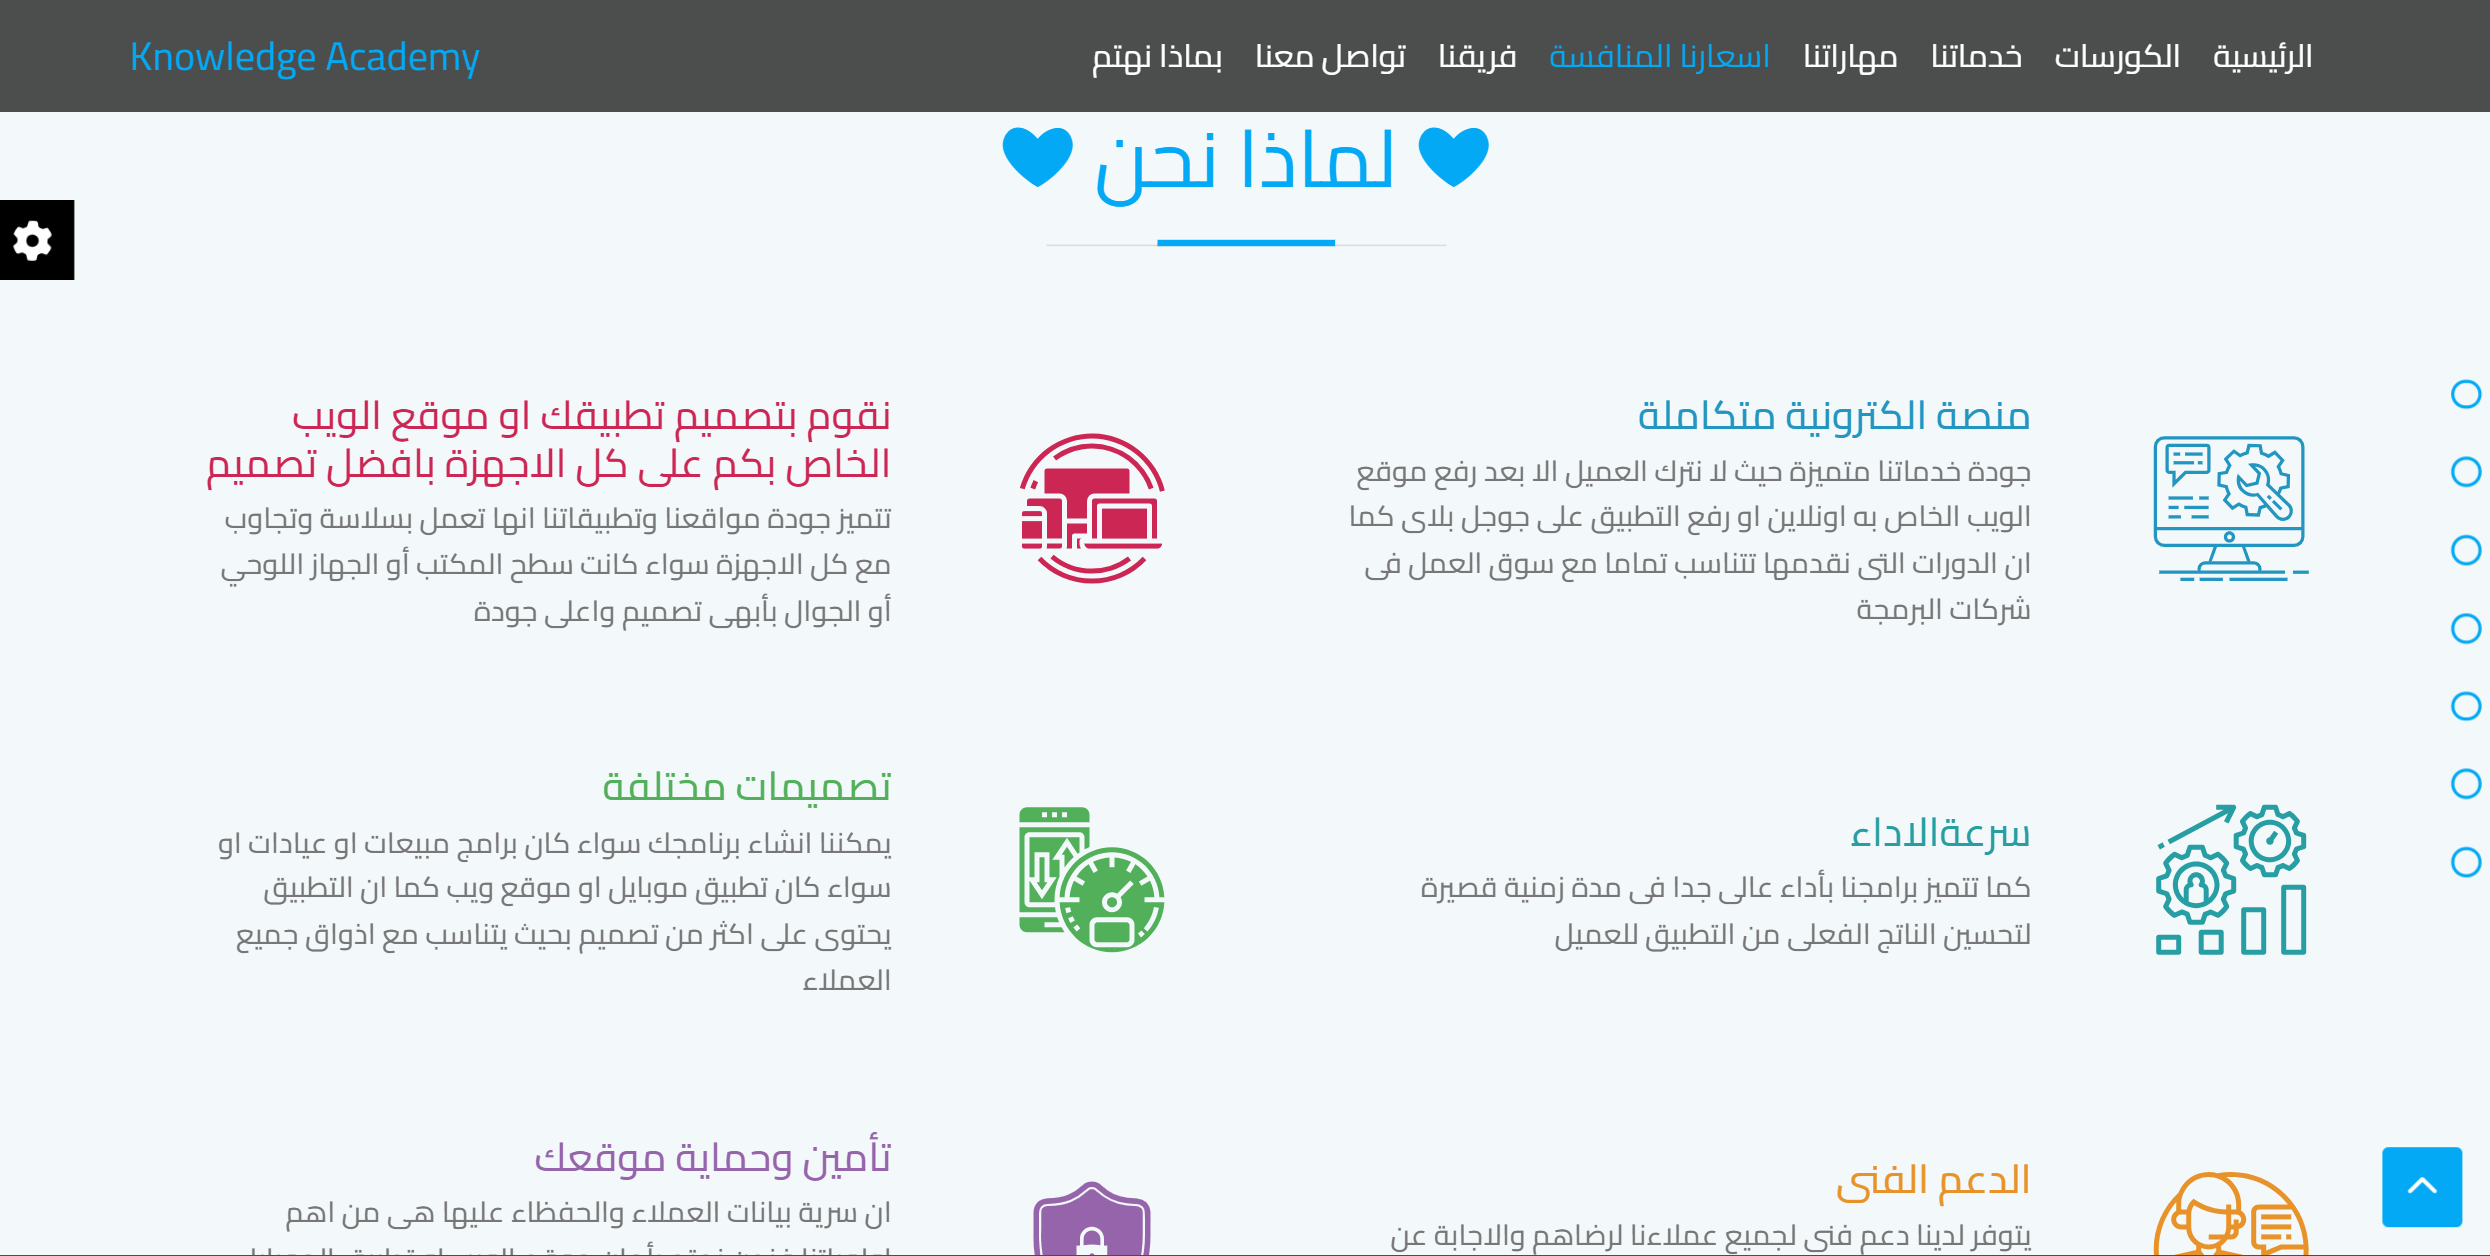 الرئيسية الكورسات خدماتنا مهاراتنا اسعارنا المنافسة فريقنا تواصل معنا بماذا نهتم
Knowledge Academy
لماذا نحن
منصة الكترونية متكاملة
جودة خدماتنا متميزة حيث لا نترك العميل الا بعد رفع موقع
الويب الخاص به اونلاين او رفع التطبيق على جوجل بلاى كما
ان الدورات التى نقدمها تتناسب تماما مع سوق العمل فى
شركات البرمجة
نقوم بتصميم تطبيقك او موقع الويب
الخاص بكم على كل الاجهزة بافضل تصميم
تتميز جودة مواقعنا وتطبيقاتنا انها تعمل بسلاسة وتجاوب
مع كل الاجهزة سواء كانت سطح المكتب أو الجهاز اللوحي
أو الجوال بأبهى تصميم واعلى جودة
سرعةالاداء
كما تتميز برامجنا بأداء عالى جدا فى مدة زمنية قصيرة
لتحسين الناتج الفعلى من التطبيق للعميل
تصميمات مختلفة
يمكننا انشاء برنامجك سواء كان برامج مبيعات او عيادات او
سواء كان تطبيق موبايل او موقع ويب كما ان التطبيق
يحتوى على اكثر من تصميم بحيث يتناسب مع اذواق جميع
العملاء
الدعم الفنى
يتوفر لدينا دعم فنى لجميع عملاءنا لرضاهم والاجابة عن
تأمين وحماية موقعك
ان سرية بيانات العملاء والحفظاء عليها هى من اهم